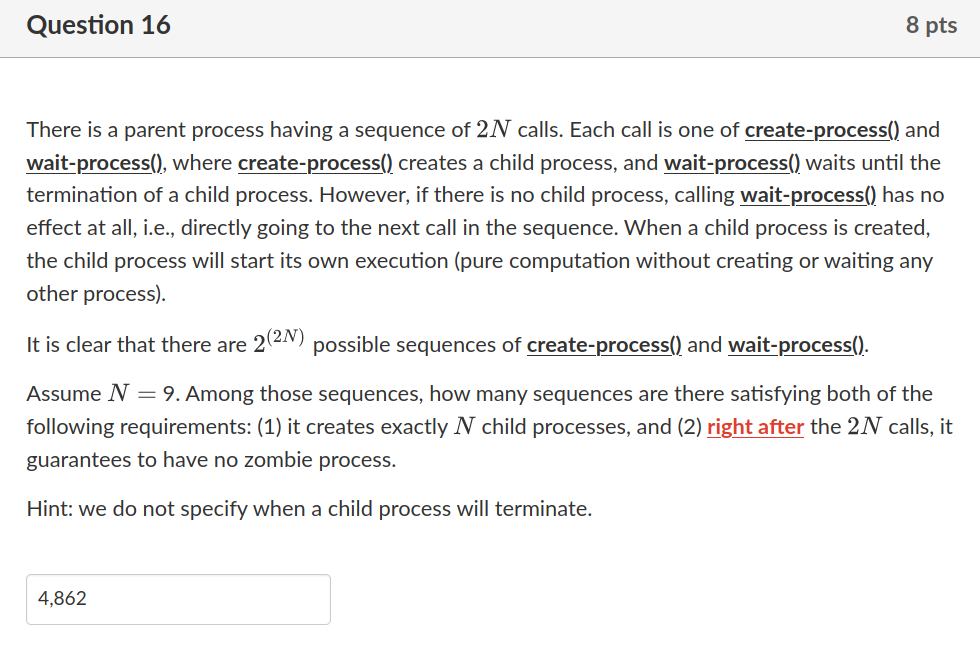 Question 16
8 pts
There is a parent process having a sequence of 2N calls. Each call is one of create-process() and
wait-process(), where create-process() creates a child process, and wait-process() waits until the
termination of a child process. However, if there is no child process, calling wait-process() has no
effect at all, i.e., directly going to the next call in the sequence. When a child process is created,
the child process will start its own execution (pure computation without creating or waiting any
other process).
It is clear that there are 2^(2N) possible sequences of create-process() and wait-process().
Assume N = 9. Among those sequences, how many sequences are there satisfying both of the
following requirements: (1) it creates exactly N child processes, and (2) right after the 2N calls, it
guarantees to have no zombie process.
Hint: we do not specify when a child process will terminate.
4,862